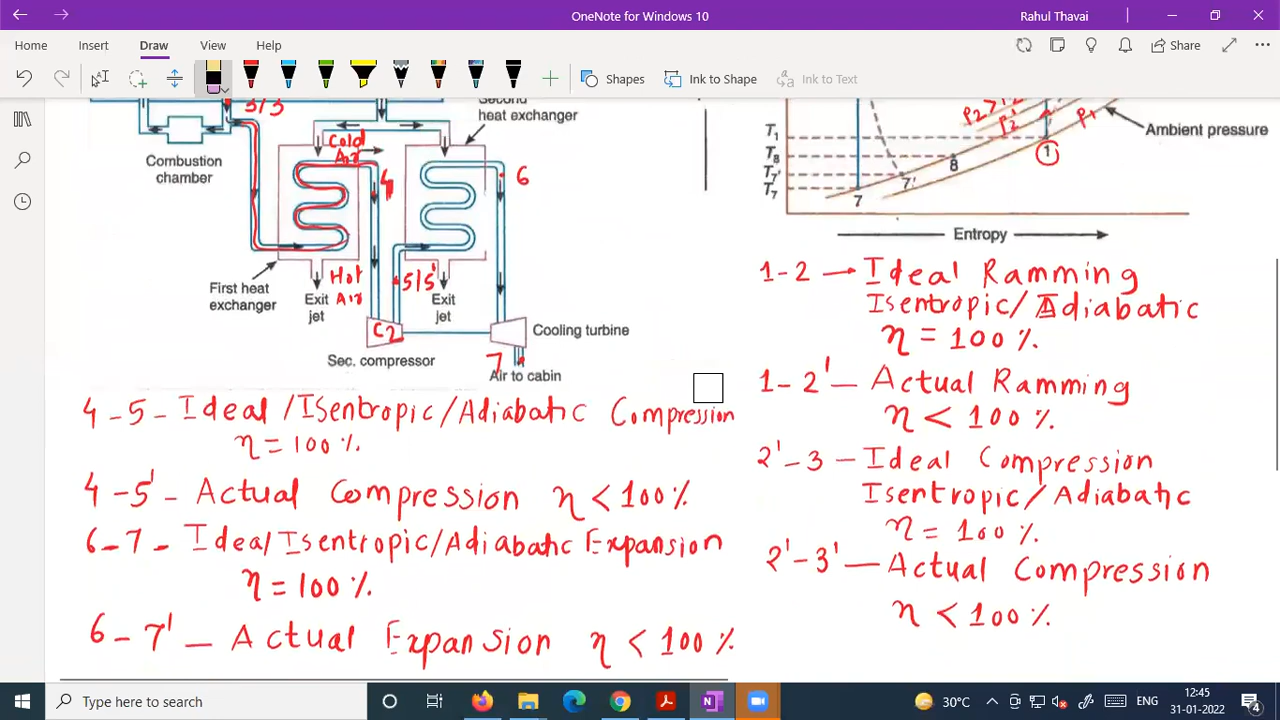 OneNote for Windows 10
Rahul Thavai
Home Insert Draw View Help
Share
Shapes
Ink to Shape
Ink to Text
3/3
Second
heat exchanger
Cold
Air
Combustion
chamber
4
6
First heat
exchanger
Hot
Air
Exit
jet
5/5'
Exit
jet
C2
Cooling turbine
Sec. compressor
7
Air to cabin
P2'
P1
Ambient pressure
T1
T8
T7'
T7
1
8
7'
7
Entropy
4-5- Ideal /Isentropic/Adiabatic Compression
η = 100 %.
4-5'- Actual Compression η < 100%
6-7- Ideal/Isentropic/Adiabatic Expansion
η = 100 %.
6-7' - Actual Expansion η < 100 %
1-2 → Ideal Ramming
Isentropic/Adiabatic
η = 100 %.
1-2' — Actual Ramming
η < 100 %.
2'-3 - Ideal Compression
Isentropic/Adiabatic
η = 100 %.
2'-3' — Actual Compression
η < 100 %.
Type here to search
30°C
ENG
12:45
31-01-2022
4